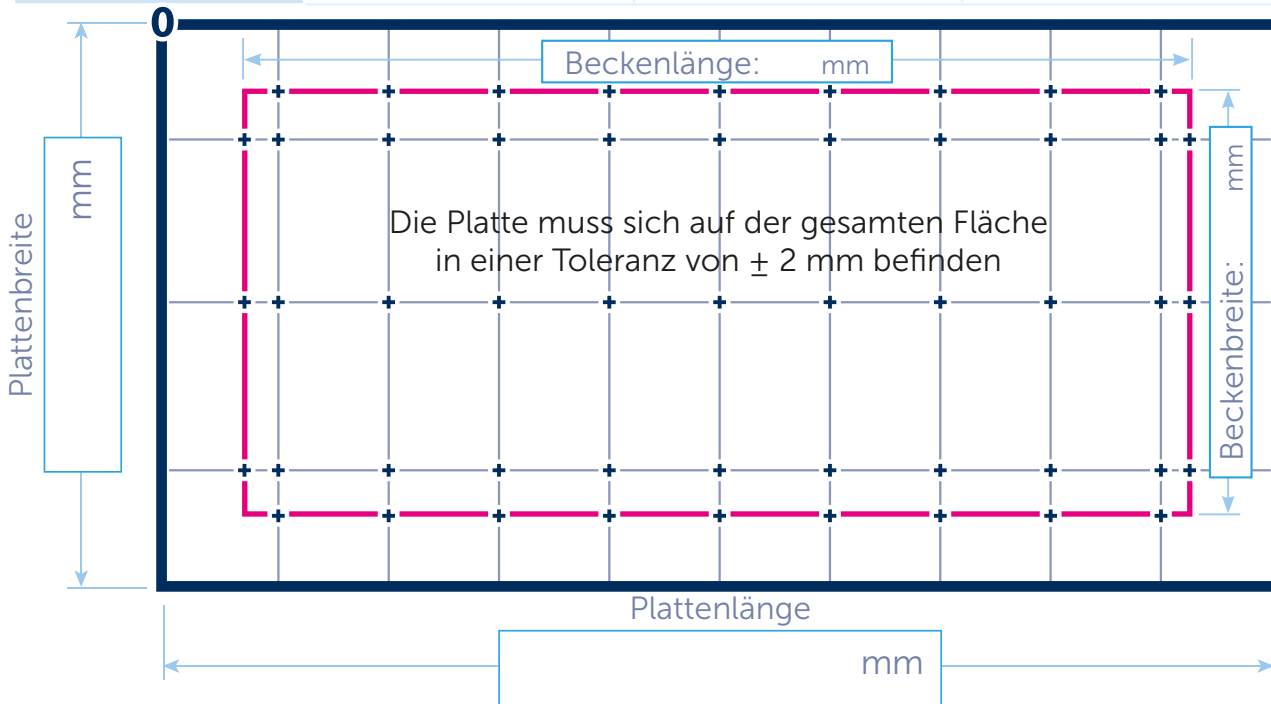 0
Beckenlänge: mm
Plattenbreite
mm
Die Platte muss sich auf der gesamten Fläche
in einer Toleranz von ± 2 mm befinden
Beckenbreite: mm
Plattenlänge
mm